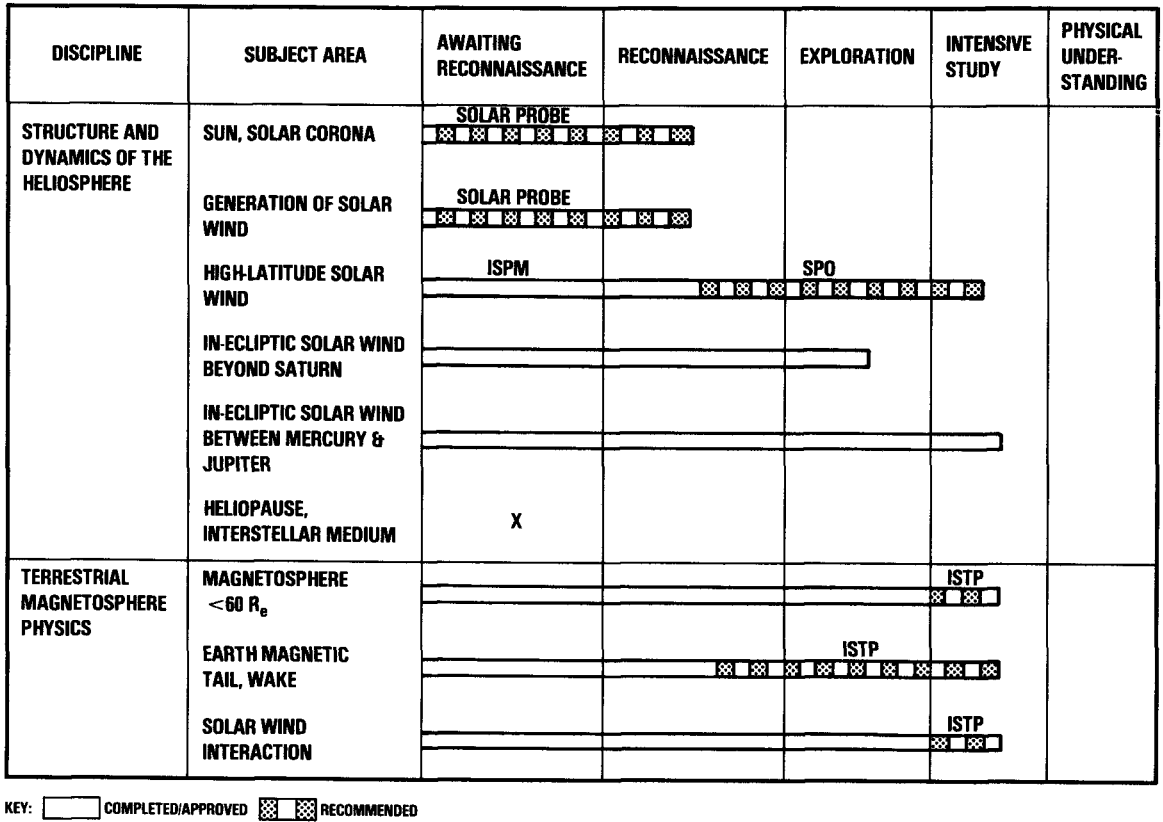 DISCIPLINE
SUBJECT AREA
AWAITING
RECONNAISSANCE
RECONNAISSANCE
EXPLORATION
INTENSIVE
STUDY
PHYSICAL
UNDER-
STANDING
STRUCTURE AND
DYNAMICS OF THE
HELIOSPHERE
SUN, SOLAR CORONA
SOLAR PROBE
GENERATION OF SOLAR
WIND
SOLAR PROBE
HIGH-LATITUDE SOLAR
WIND
ISPM
SPO
IN-ECLIPTIC SOLAR WIND
BEYOND SATURN
IN-ECLIPTIC SOLAR WIND
BETWEEN MERCURY &
JUPITER
HELIOPAUSE,
INTERSTELLAR MEDIUM
X
TERRESTRIAL
MAGNETOSPHERE
PHYSICS
MAGNETOSPHERE
<60 Re
ISTP
EARTH MAGNETIC
TAIL, WAKE
ISTP
SOLAR WIND
INTERACTION
ISTP
KEY: COMPLETED/APPROVED RECOMMENDED